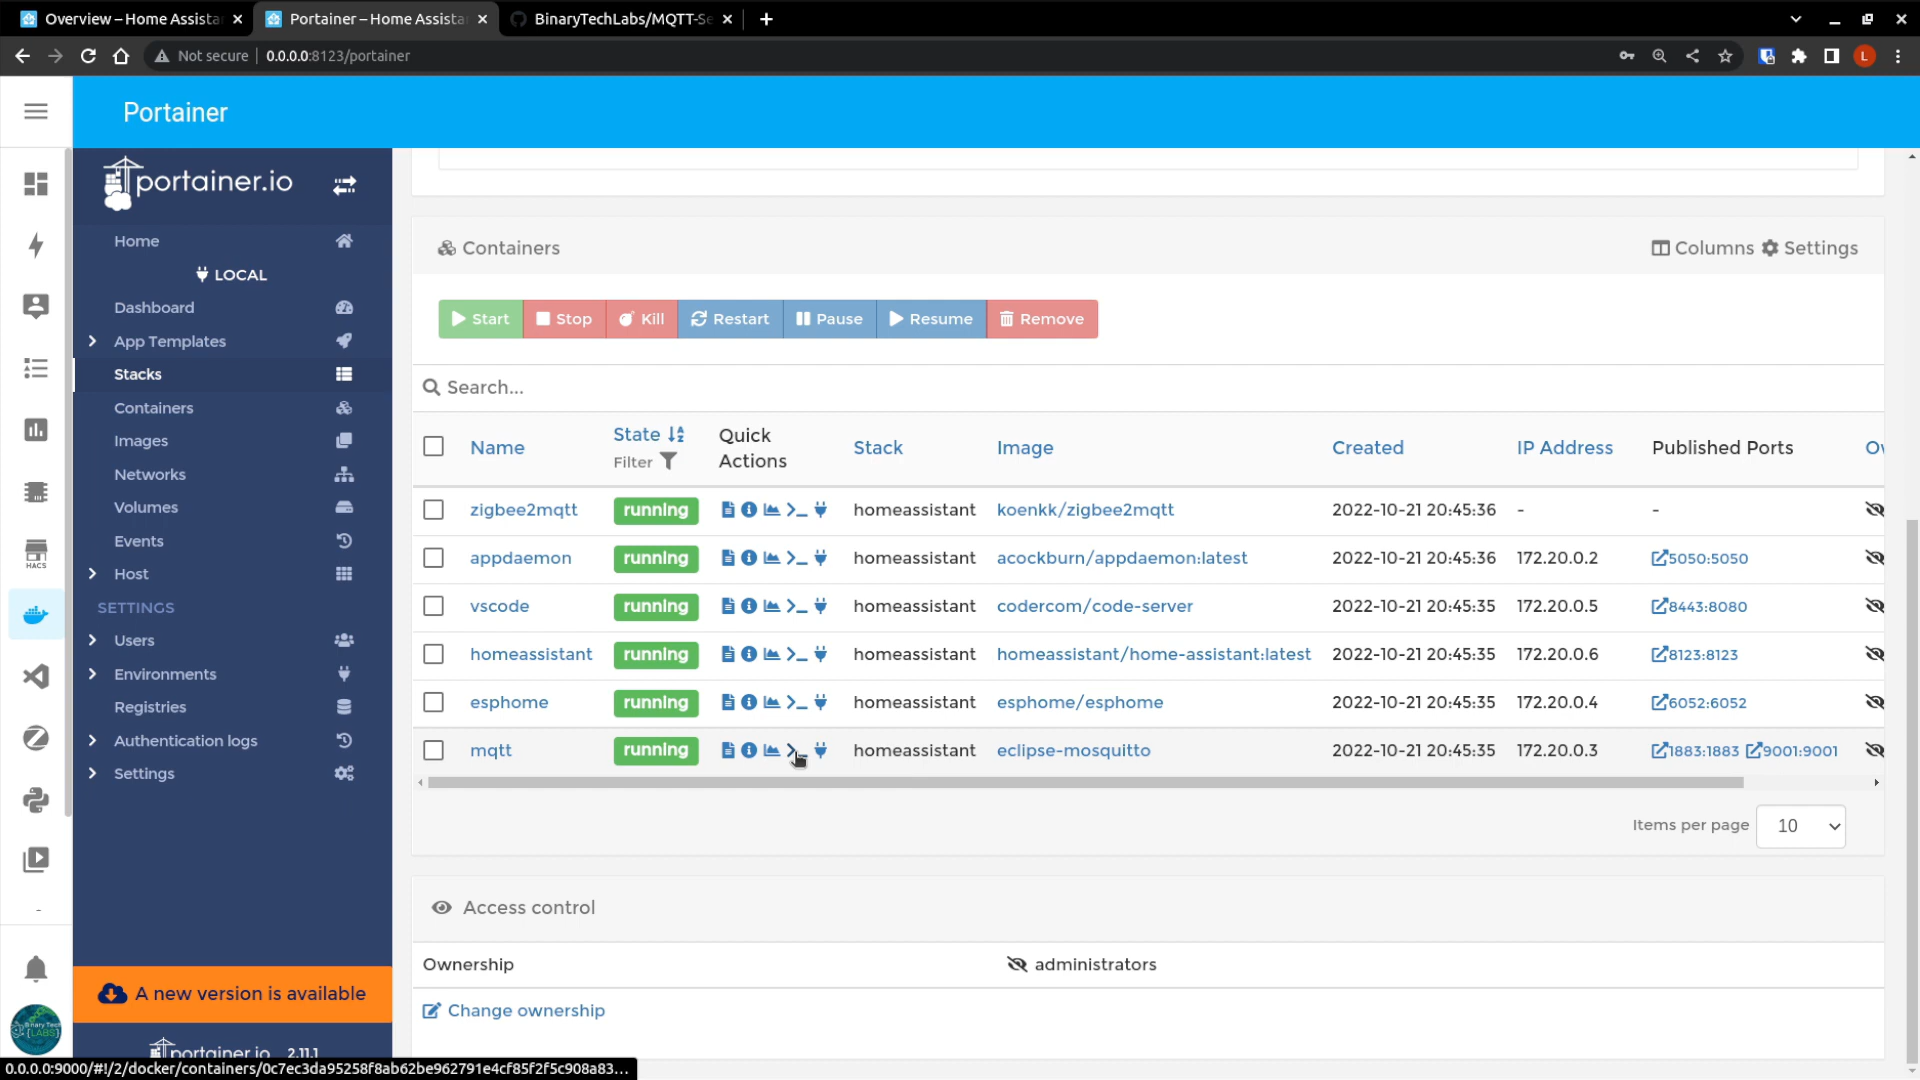 Overview – Home Assista
Portainer – Home Assista
BinaryTechLabs/MQTT-Se
Not secure
0.0.0.0:8123/portainer
L
Portainer
portainer.io
Home
LOCAL
Dashboard
App Templates
Stacks
Containers
Images
Networks
Volumes
Events
Host
SETTINGS
Users
Environments
Registries
Authentication logs
Settings
A new version is available
portainer.io 2.11.1
HACS
Binary Tech
{LABS}
Containers
Columns Settings
Start Stop Kill Restart Pause Resume Remove
Search...
Name State Filter Quick Actions Stack Image Created IP Address Published Ports Ow
zigbee2mqtt running homeassistant koenkk/zigbee2mqtt 2022-10-21 20:45:36 - -
appdaemon running homeassistant acockburn/appdaemon:latest 2022-10-21 20:45:36 172.20.0.2 5050:5050
vscode running homeassistant codercom/code-server 2022-10-21 20:45:35 172.20.0.5 8443:8080
homeassistant running homeassistant homeassistant/home-assistant:latest 2022-10-21 20:45:35 172.20.0.6 8123:8123
esphome running homeassistant esphome/esphome 2022-10-21 20:45:35 172.20.0.4 6052:6052
mqtt running homeassistant eclipse-mosquitto 2022-10-21 20:45:35 172.20.0.3 1883:1883 9001:9001
Items per page 10
Access control
Ownership administrators
Change ownership
0.0.0.0:9000/#!/2/docker/containers/0c7ec3da95258f8ab62be962791e4cf85f2f5c908a83...